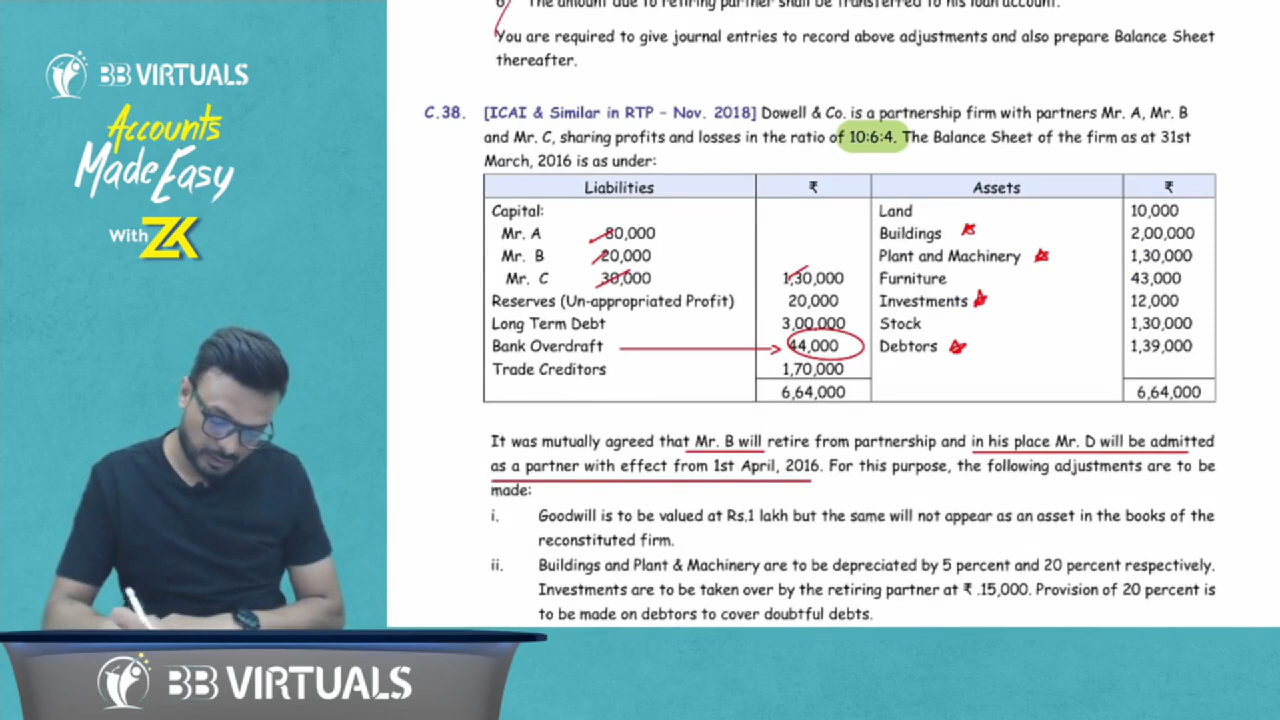 6. The amount due to retiring partner shall be transferred to his loan account.
You are required to give journal entries to record above adjustments and also prepare Balance Sheet
thereafter.
BB VIRTUALS
Accounts
Made Easy
With ZK
C.38. [ICAI & Similar in RTP – Nov. 2018] Dowell & Co. is a partnership firm with partners Mr. A, Mr. B
and Mr. C, sharing profits and losses in the ratio of 10:6:4. The Balance Sheet of the firm as at 31st
March, 2016 is as under:
Liabilities ₹ Assets ₹
Capital: Land 10,000
Mr. A 80,000 Buildings 2,00,000
Mr. B 20,000 Plant and Machinery 1,30,000
Mr. C 30,000 1,30,000 Furniture 43,000
Reserves (Un-appropriated Profit) 20,000 Investments 12,000
Long Term Debt 3,00,000 Stock 1,30,000
Bank Overdraft 44,000 Debtors 1,39,000
Trade Creditors 1,70,000
6,64,000 6,64,000
It was mutually agreed that Mr. B will retire from partnership and in his place Mr. D will be admitted
as a partner with effect from 1st April, 2016. For this purpose, the following adjustments are to be
made:
i. Goodwill is to be valued at Rs.1 lakh but the same will not appear as an asset in the books of the
reconstituted firm.
ii. Buildings and Plant & Machinery are to be depreciated by 5 percent and 20 percent respectively.
Investments are to be taken over by the retiring partner at ₹ .15,000. Provision of 20 percent is
to be made on debtors to cover doubtful debts.
BB VIRTUALS